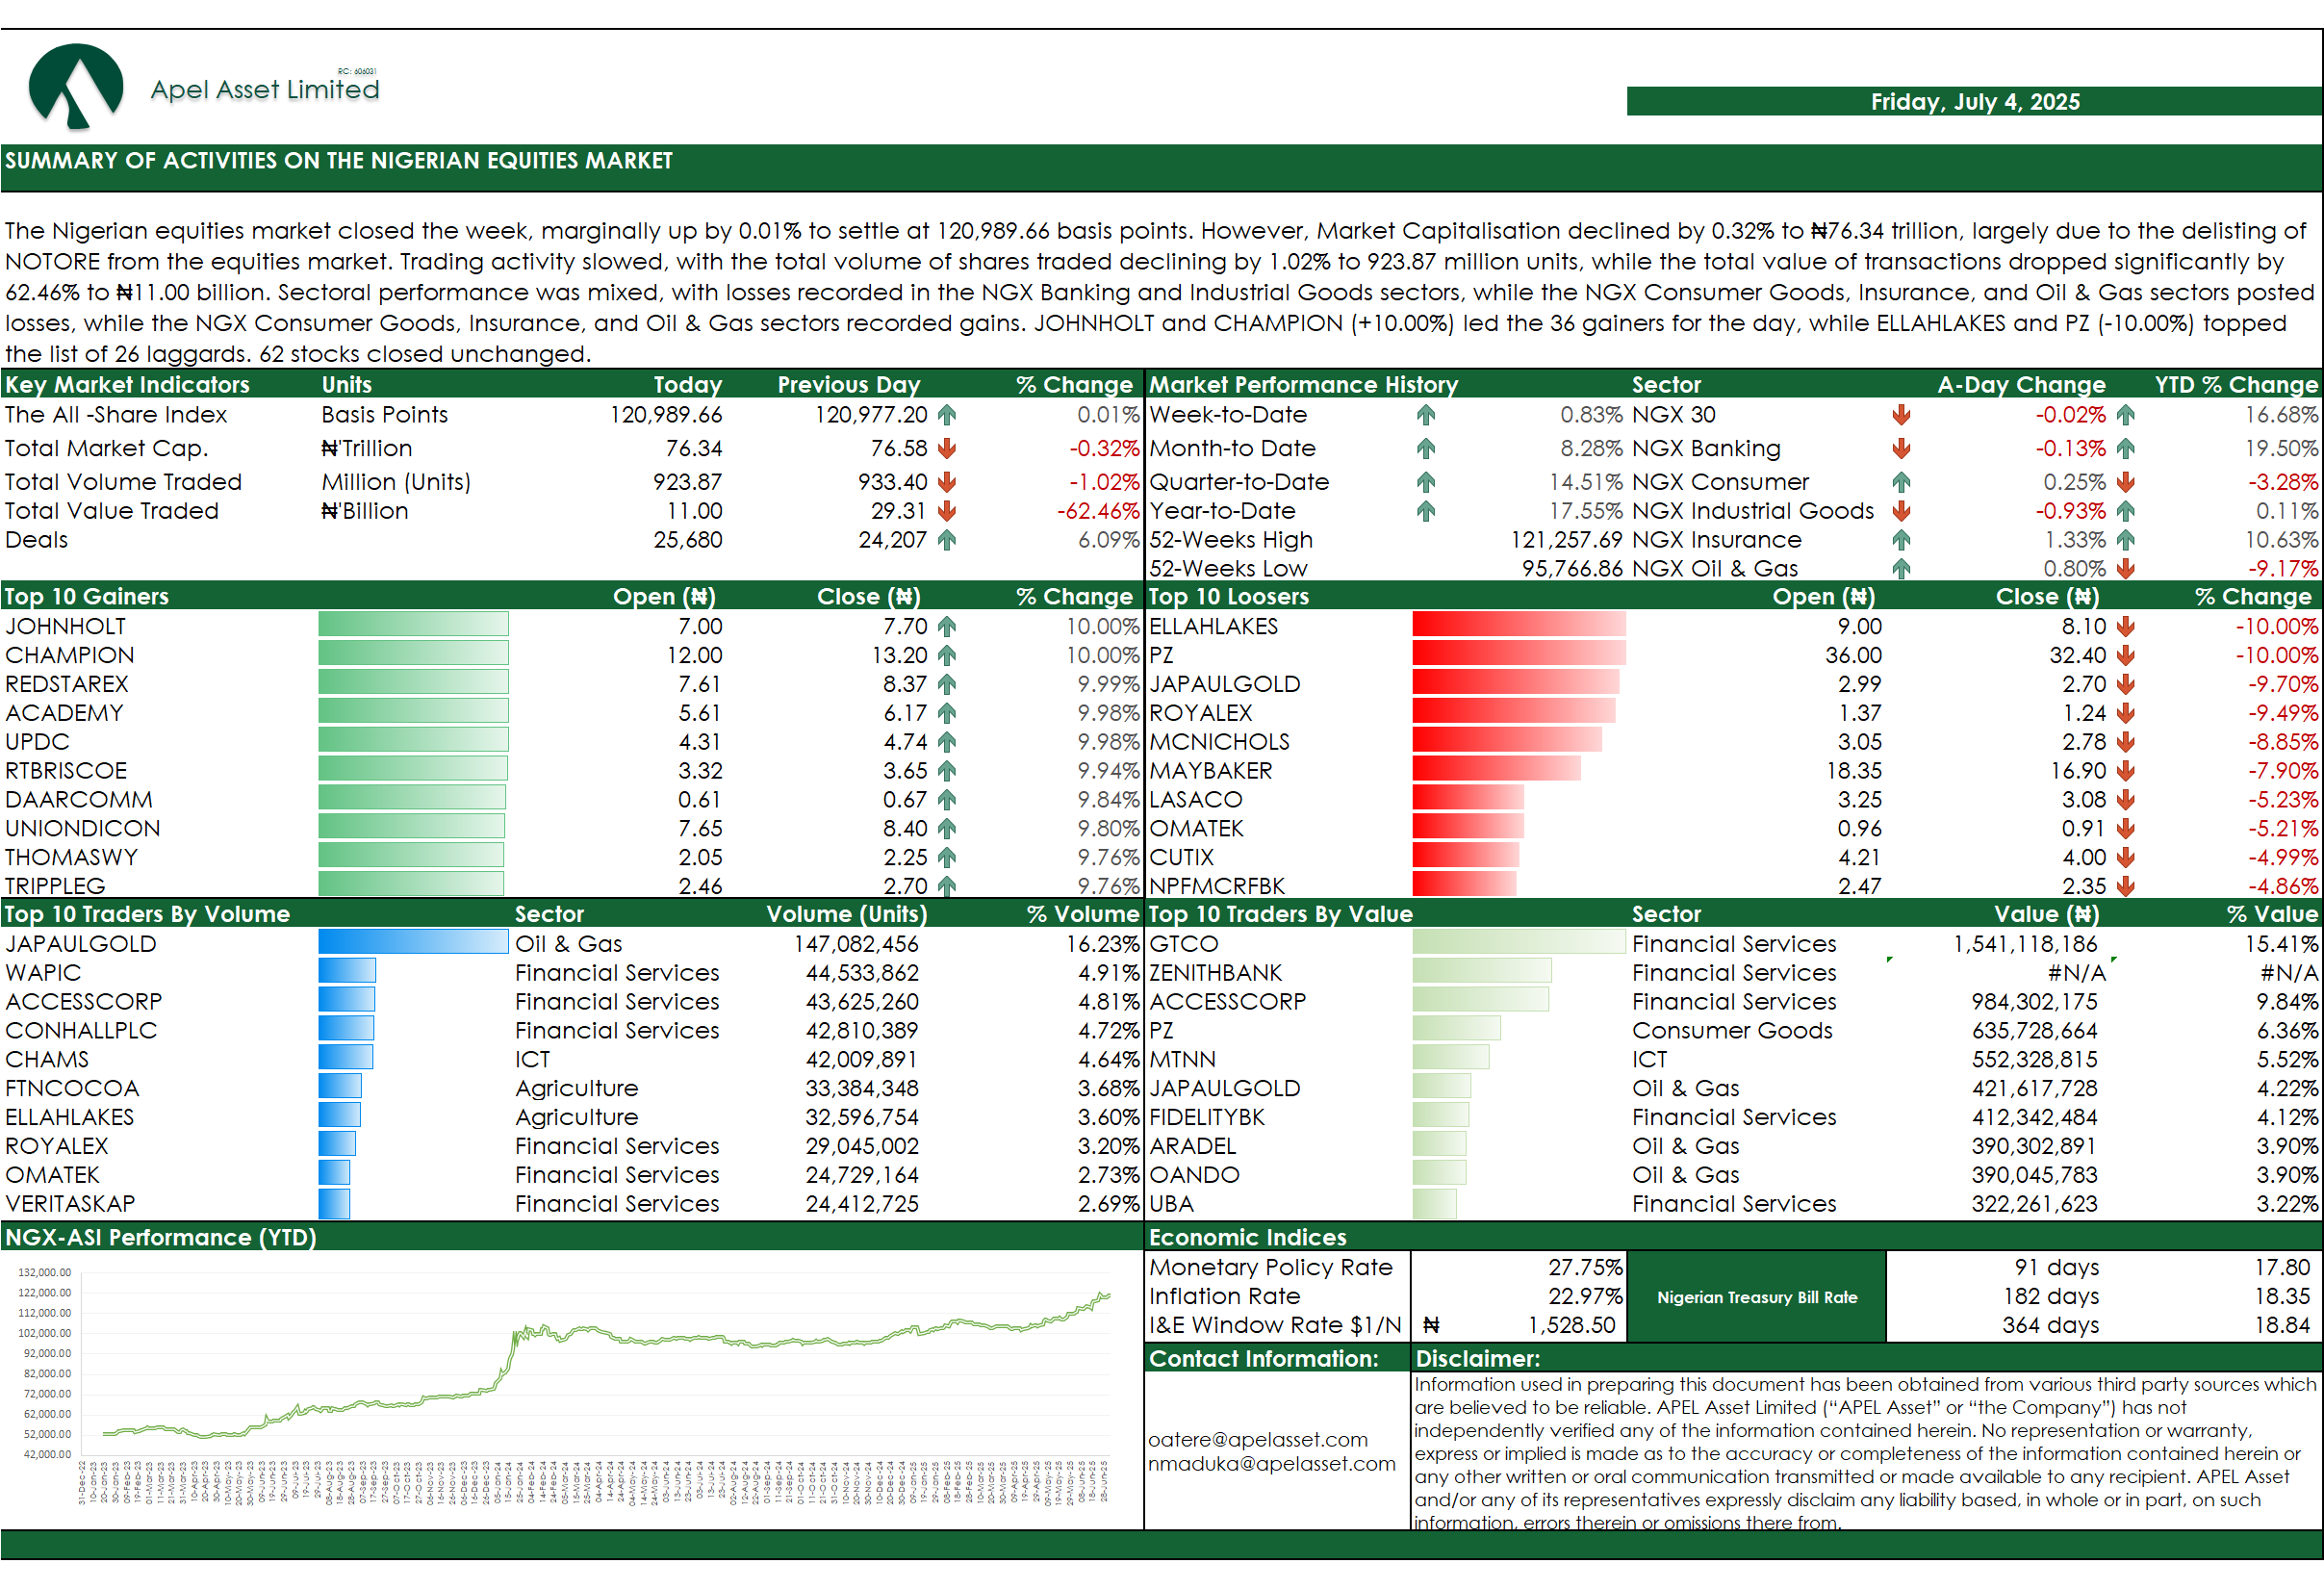 RC: 606031
Apel Asset Limited
Friday, July 4, 2025
SUMMARY OF ACTIVITIES ON THE NIGERIAN EQUITIES MARKET
The Nigerian equities market closed the week, marginally up by 0.01% to settle at 120,989.66 basis points. However, Market Capitalisation declined by 0.32% to ₦76.34 trillion, largely due to the delisting of
NOTORE from the equities market. Trading activity slowed, with the total volume of shares traded declining by 1.02% to 923.87 million units, while the total value of transactions dropped significantly by
62.46% to ₦11.00 billion. Sectoral performance was mixed, with losses recorded in the NGX Banking and Industrial Goods sectors, while the NGX Consumer Goods, Insurance, and Oil & Gas sectors posted
losses, while the NGX Consumer Goods, Insurance, and Oil & Gas sectors recorded gains. JOHNHOLT and CHAMPION (+10.00%) led the 36 gainers for the day, while ELLAHLAKES and PZ (-10.00%) topped
the list of 26 laggards. 62 stocks closed unchanged.
Key Market Indicators Units Today Previous Day % Change
The All -Share Index Basis Points 120,989.66 120,977.20 0.01%
Total Market Cap. ₦'Trillion 76.34 76.58 -0.32%
Total Volume Traded Million (Units) 923.87 933.40 -1.02%
Total Value Traded ₦'Billion 11.00 29.31 -62.46%
Deals 25,680 24,207 6.09%
Market Performance History Sector A-Day Change YTD % Change
Week-to-Date 0.83% NGX 30 -0.02% 16.68%
Month-to Date 8.28% NGX Banking -0.13% 19.50%
Quarter-to-Date 14.51% NGX Consumer 0.25% -3.28%
Year-to-Date 17.55% NGX Industrial Goods -0.93% 0.11%
52-Weeks High 121,257.69 NGX Insurance 1.33% 10.63%
52-Weeks Low 95,766.86 NGX Oil & Gas 0.80% -9.17%
Top 10 Gainers Open (₦) Close (₦) % Change
JOHNHOLT 7.00 7.70 10.00%
CHAMPION 12.00 13.20 10.00%
REDSTAREX 7.61 8.37 9.99%
ACADEMY 5.61 6.17 9.98%
UPDC 4.31 4.74 9.98%
RTBRISCOE 3.32 3.65 9.94%
DAARCOMM 0.61 0.67 9.84%
UNIONDICON 7.65 8.40 9.80%
THOMASWY 2.05 2.25 9.76%
TRIPPLEG 2.46 2.70 9.76%
Top 10 Loosers Open (₦) Close (₦) % Change
ELLAHLAKES 9.00 8.10 -10.00%
PZ 36.00 32.40 -10.00%
JAPAULGOLD 2.99 2.70 -9.70%
ROYALEX 1.37 1.24 -9.49%
MCNICHOLS 3.05 2.78 -8.85%
MAYBAKER 18.35 16.90 -7.90%
LASACO 3.25 3.08 -5.23%
OMATEK 0.96 0.91 -5.21%
CUTIX 4.21 4.00 -4.99%
NPFMCRFBK 2.47 2.35 -4.86%
Top 10 Traders By Volume Sector Volume (Units) % Volume
JAPAULGOLD Oil & Gas 147,082,456 16.23%
WAPIC Financial Services 44,533,862 4.91%
ACCESSCORP Financial Services 43,625,260 4.81%
CONHALLPLC Financial Services 42,810,389 4.72%
CHAMS ICT 42,009,891 4.64%
FTNCOCOA Agriculture 33,384,348 3.68%
ELLAHLAKES Agriculture 32,596,754 3.60%
ROYALEX Financial Services 29,045,002 3.20%
OMATEK Financial Services 24,729,164 2.73%
VERITASKAP Financial Services 24,412,725 2.69%
Top 10 Traders By Value Sector Value (₦) % Value
GTCO Financial Services 1,541,118,186 15.41%
ZENITHBANK Financial Services #N/A #N/A
ACCESSCORP Financial Services 984,302,175 9.84%
PZ Consumer Goods 635,728,664 6.36%
MTNN ICT 552,328,815 5.52%
JAPAULGOLD Oil & Gas 421,617,728 4.22%
FIDELITYBK Financial Services 412,342,484 4.12%
ARADEL Oil & Gas 390,302,891 3.90%
OANDO Oil & Gas 390,045,783 3.90%
UBA Financial Services 322,261,623 3.22%
NGX-ASI Performance (YTD)
132,000.00
122,000.00
112,000.00
102,000.00
92,000.00
82,000.00
72,000.00
62,000.00
52,000.00
42,000.00
Economic Indices
Monetary Policy Rate 27.75%
Inflation Rate 22.97%
I&E Window Rate $1/N ₦ 1,528.50
Nigerian Treasury Bill Rate
91 days 17.80
182 days 18.35
364 days 18.84
Contact Information:
oatere@apelasset.com
nmaduka@apelasset.com
Disclaimer:
Information used in preparing this document has been obtained from various third party sources which
are believed to be reliable. APEL Asset Limited (“APEL Asset” or “the Company”) has not
independently verified any of the information contained herein. No representation or warranty,
express or implied is made as to the accuracy or completeness of the information contained herein or
any other written or oral communication transmitted or made available to any recipient. APEL Asset
and/or any of its representatives expressly disclaim any liability based, in whole or in part, on such
information, errors therein or omissions there from.